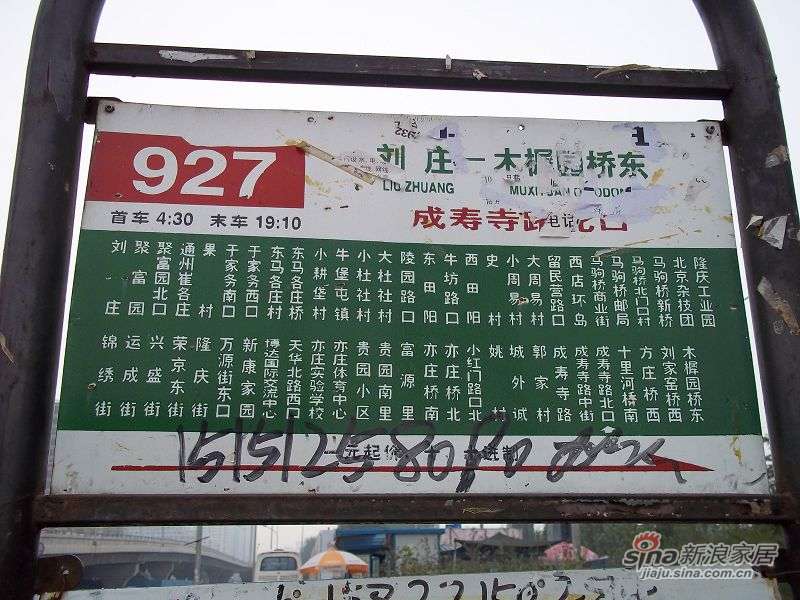 927
刘庄—木樨园桥东
LIU ZHUANG
首车 4:30 末车 19:10
成寿寺路北口
刘庄
聚富园
聚富园北口
通州崔各庄
果村
于家务南口
于家务西口
东马各庄村
东马各庄桥
小耕垡村
牛堡屯镇
小杜社村
大杜社村
陵园路口
东田阳
牛坊路口
西田阳
史村
小周易村
大周易村
留民营路口
西店环岛
马驹桥商业街
马驹桥邮局
马驹桥北门口村
马驹桥新桥
北京杂技团
隆庆工业园
锦绣街
运成街
兴盛街
荣京东街
隆庆街
万源街东口
新康家园
博达国际交流中心
天华北路西口
亦庄实验学校
亦庄体育中心
贵园小区
贵园南里
富源里
亦庄桥南
亦庄桥北
小红门路口北
姚村
城外诚
郭家村
成寿寺路
成寿寺路中街
成寿寺路北口
十里河桥南
方庄桥西
刘家窑桥西
木樨园桥东
sina 新浪家居
jiaju.sina.com.cn